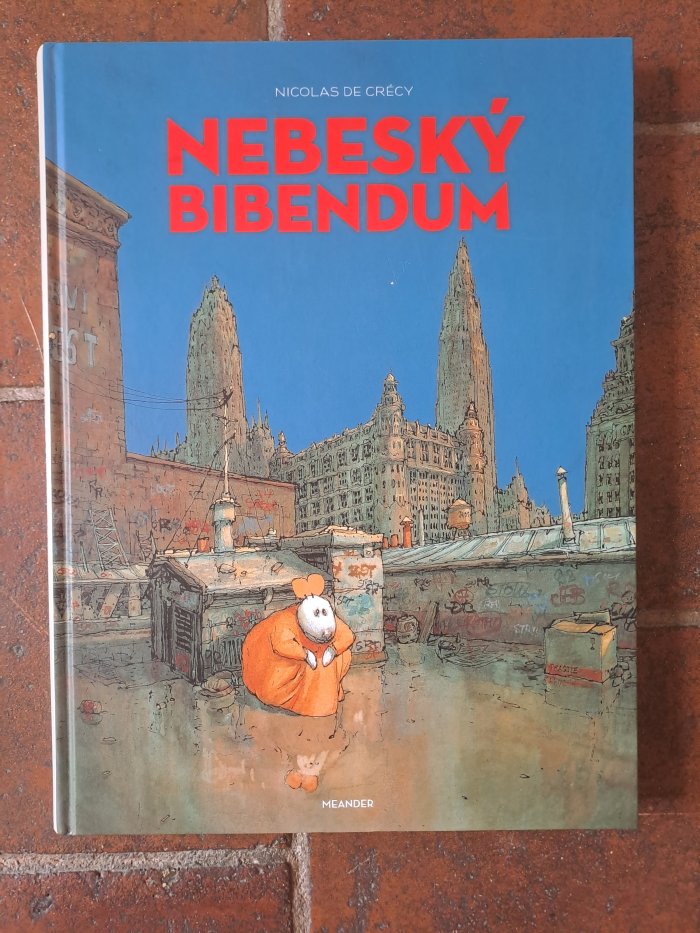 NICOLAS DE CRÉCY
NEBESKÝ
BIBENDUM
MEANDER